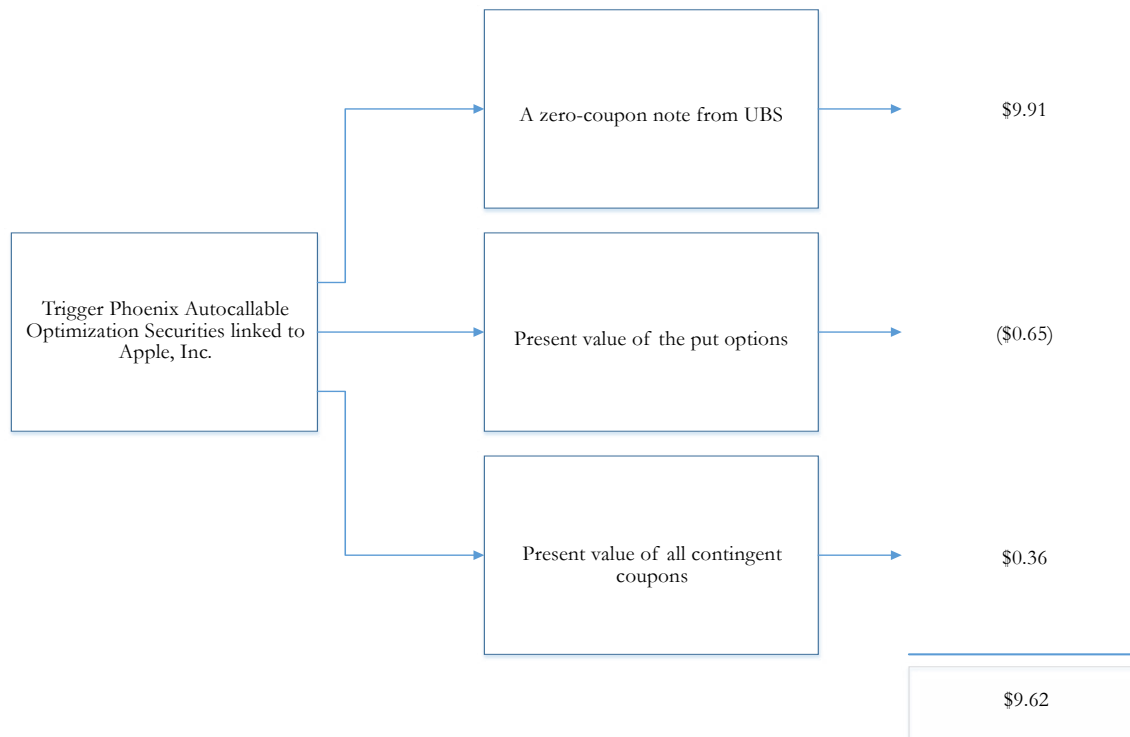 A zero-coupon note from UBS
$9.91
Trigger Phoenix Autocallable
Optimization Securities linked to
Apple, Inc.
Present value of the put options
($0.65)
Present value of all contingent
coupons
$0.36
$9.62